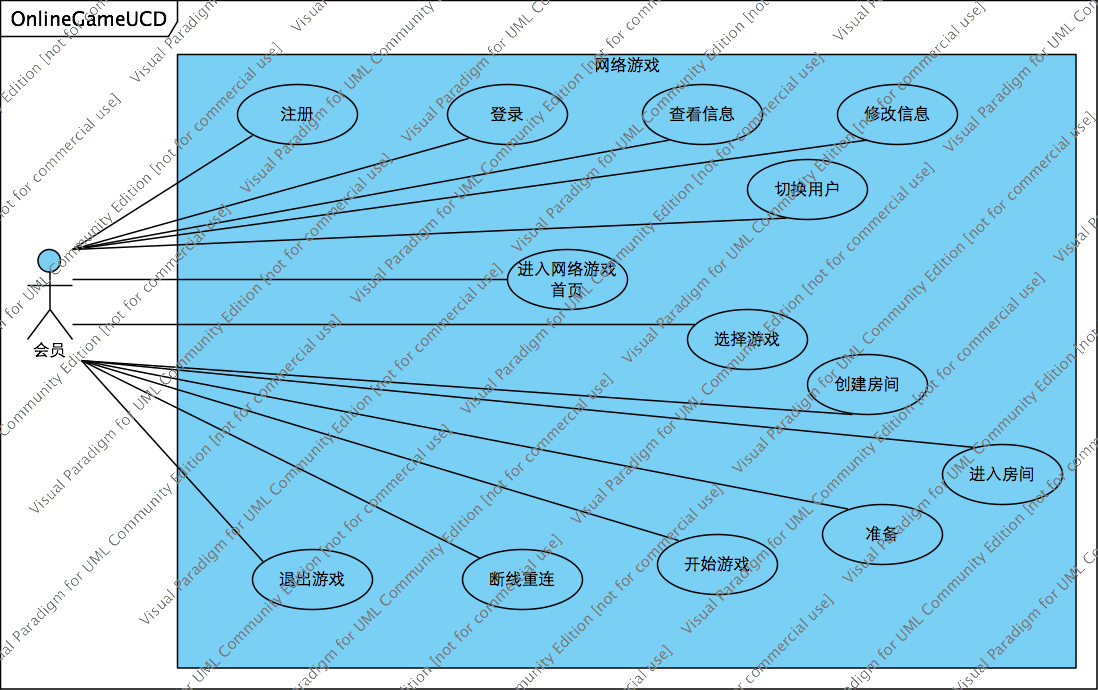 OnlineGameUCD
网络游戏
注册
登录
查看信息
修改信息
切换用户
进入网络游戏
首页
选择游戏
会员
创建房间
进入房间
准备
开始游戏
退出游戏
断线重连
Visual Paradigm for UML Community Edition [not for commercial use]